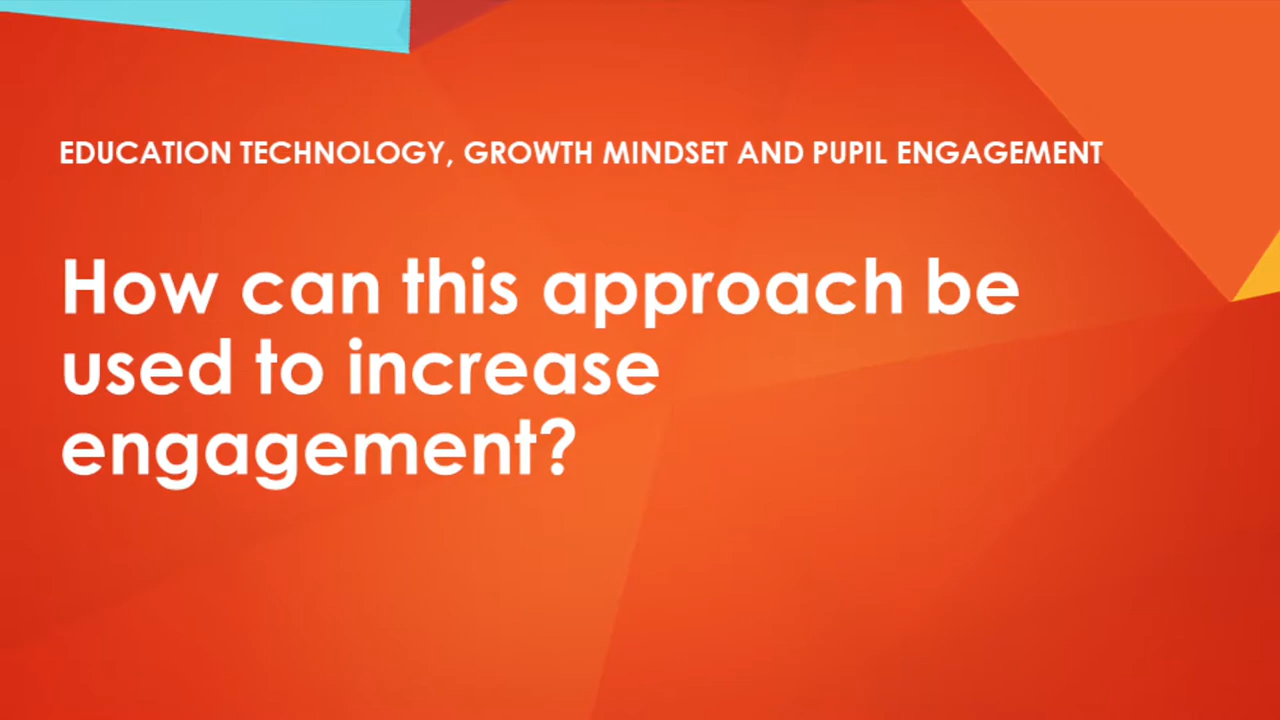 EDUCATION TECHNOLOGY, GROWTH MINDSET AND PUPIL ENGAGEMENT
How can this approach be
used to increase
engagement?